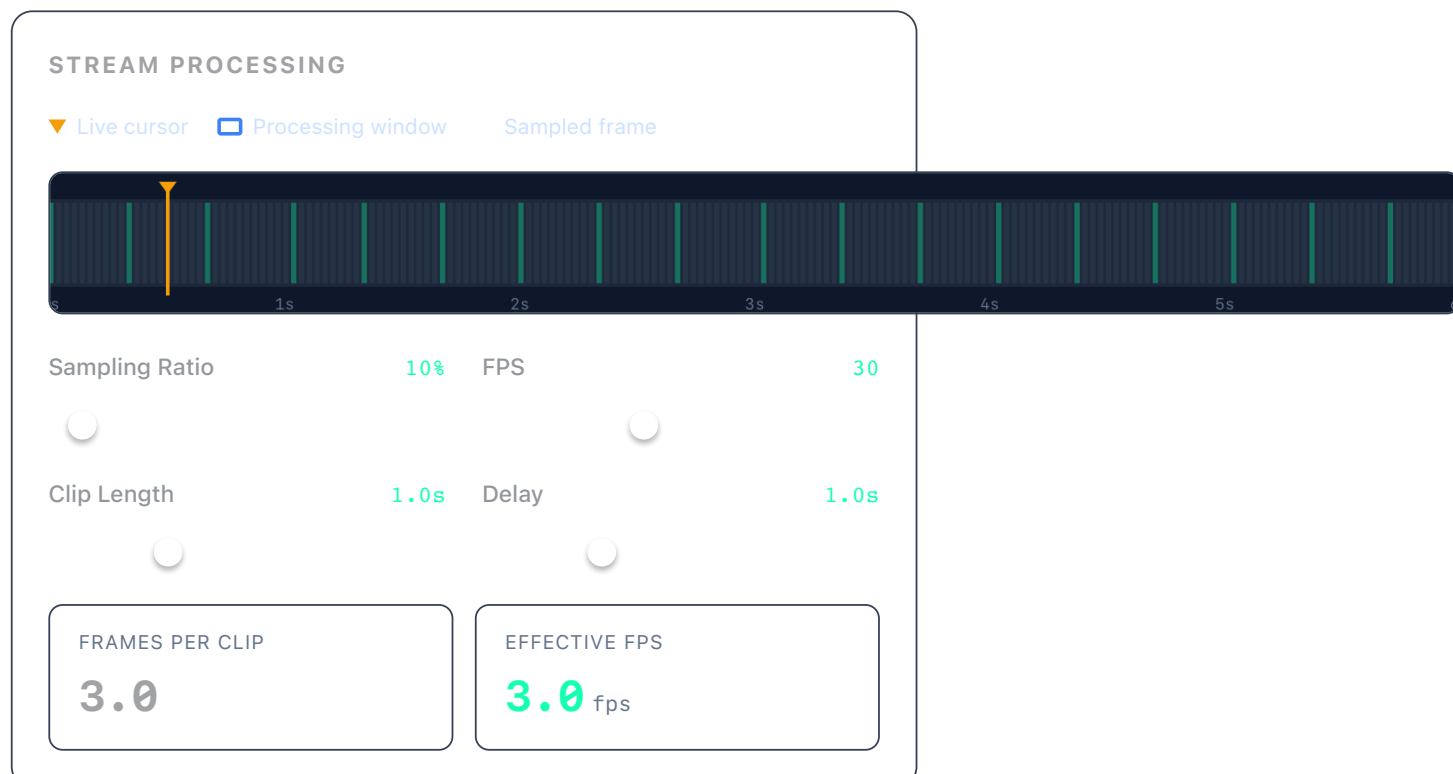 STREAM PROCESSING
Live cursor Processing window Sampled frame
s 1s 2s 3s 4s 5s
Sampling Ratio 10% FPS 30
Clip Length 1.0s Delay 1.0s
FRAMES PER CLIP EFFECTIVE FPS
3.0 3.0 fps